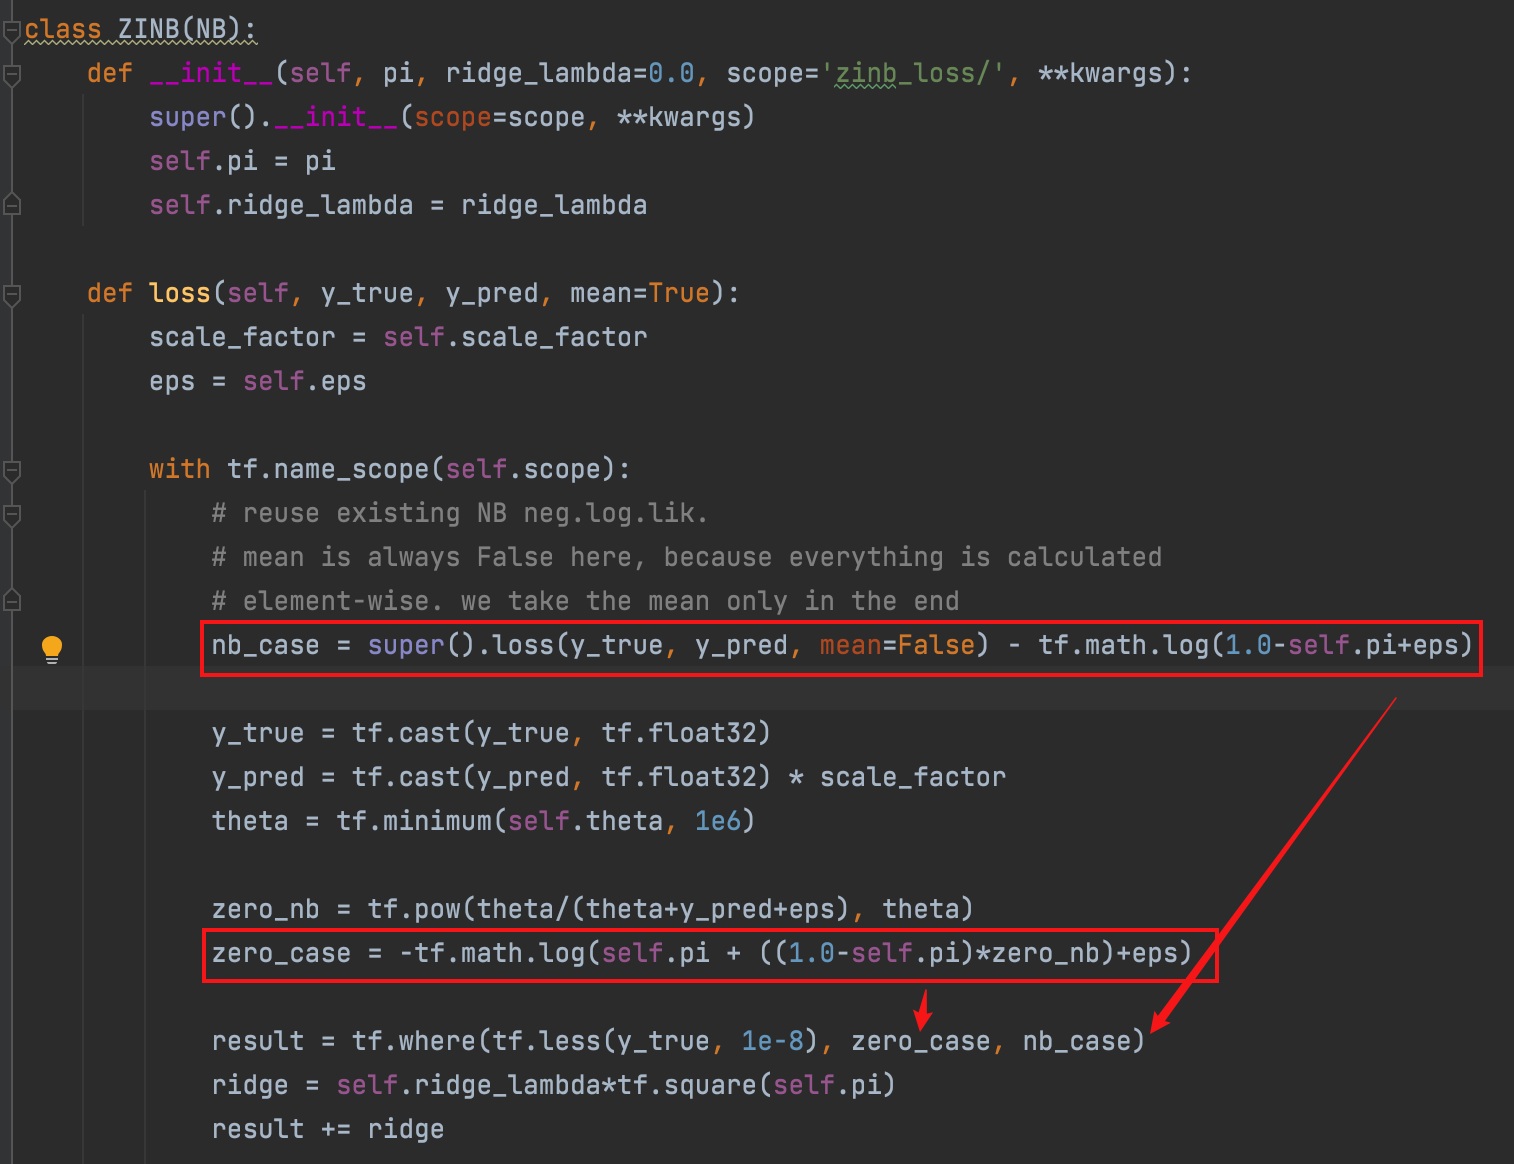 class ZINB(NB):
    def __init__(self, pi, ridge_lambda=0.0, scope='zinb_loss/', **kwargs):
        super().__init__(scope=scope, **kwargs)
        self.pi = pi
        self.ridge_lambda = ridge_lambda

    def loss(self, y_true, y_pred, mean=True):
        scale_factor = self.scale_factor
        eps = self.eps

        with tf.name_scope(self.scope):
            # reuse existing NB neg.log.lik.
            # mean is always False here, because everything is calculated
            # element-wise. we take the mean only in the end
            nb_case = super().loss(y_true, y_pred, mean=False) - tf.math.log(1.0-self.pi+eps)

            y_true = tf.cast(y_true, tf.float32)
            y_pred = tf.cast(y_pred, tf.float32) * scale_factor
            theta = tf.minimum(self.theta, 1e6)

            zero_nb = tf.pow(theta/(theta+y_pred+eps), theta)
            zero_case = -tf.math.log(self.pi + ((1.0-self.pi)*zero_nb)+eps)

            result = tf.where(tf.less(y_true, 1e-8), zero_case, nb_case)
            ridge = self.ridge_lambda*tf.square(self.pi)
            result += ridge